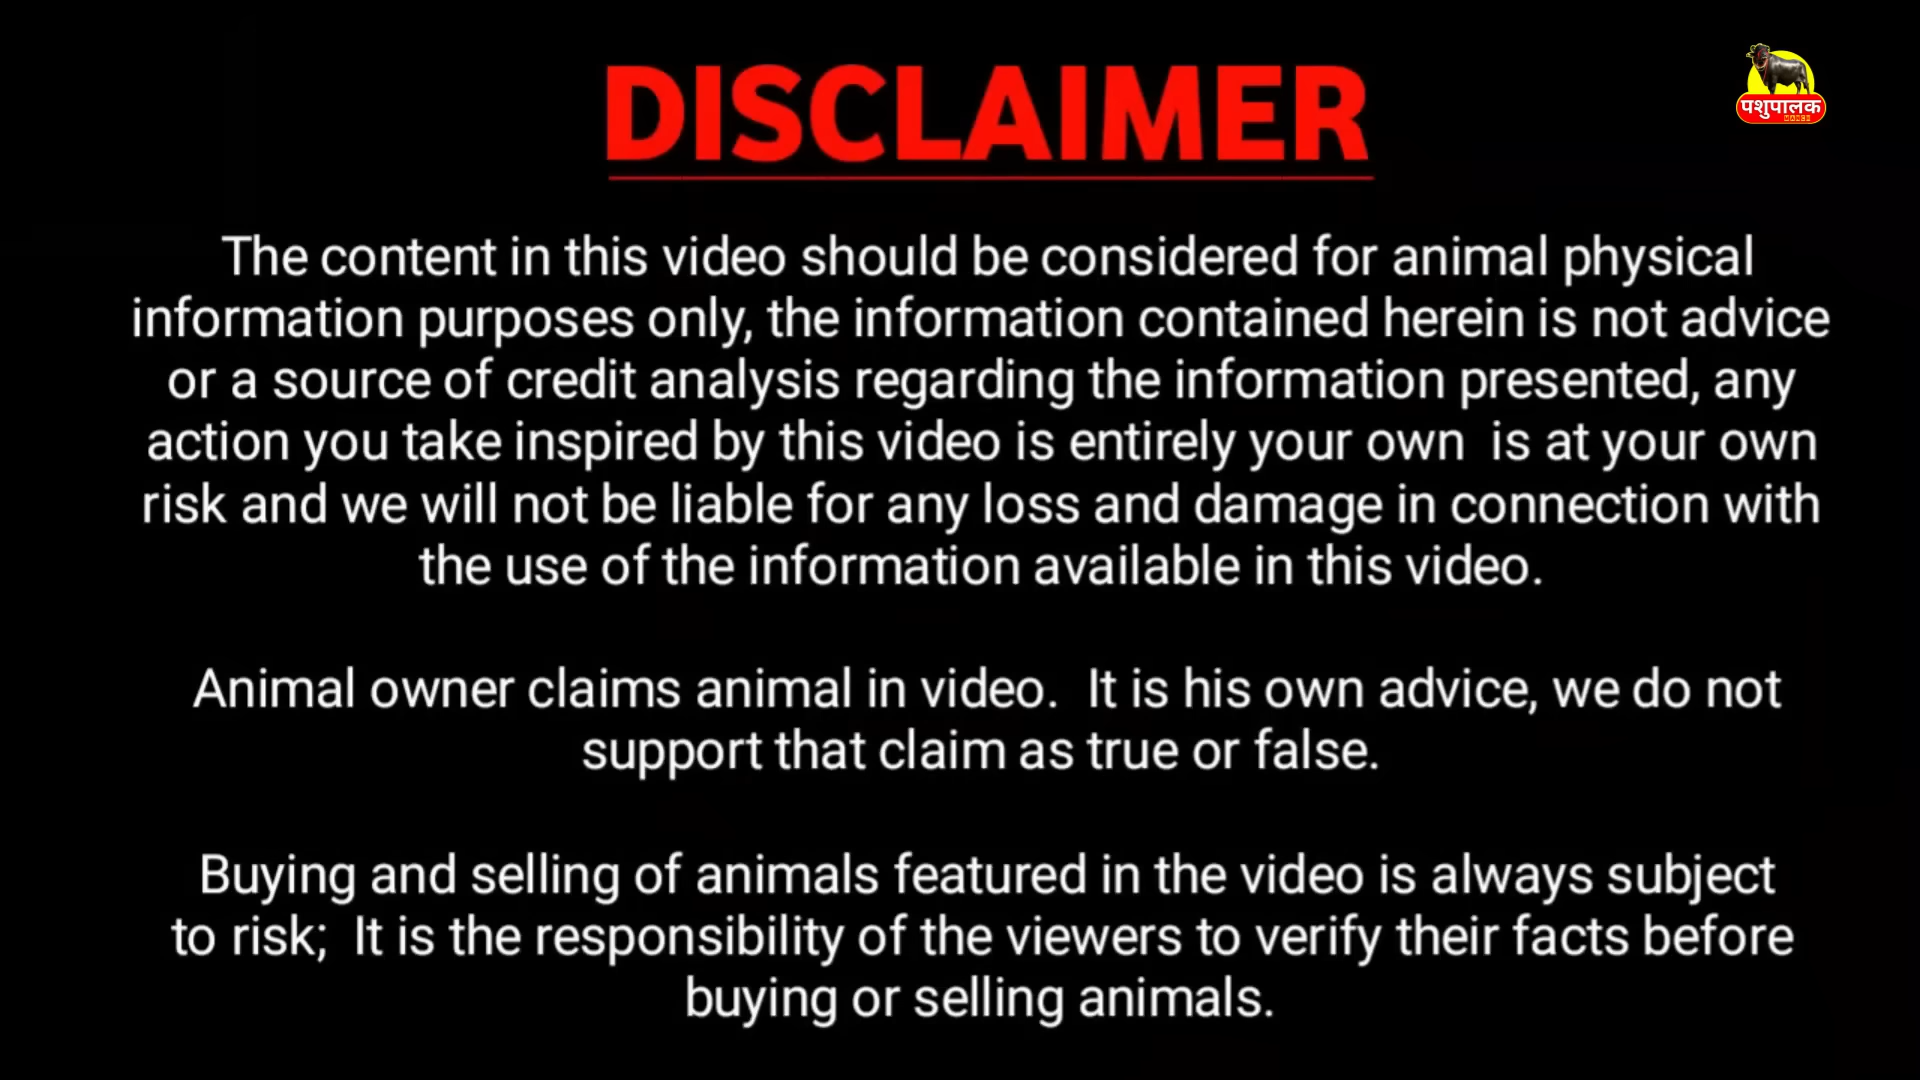 DISCLAIMER
पशुपालक
The content in this video should be considered for animal physical
information purposes only, the information contained herein is not advice
or a source of credit analysis regarding the information presented, any
action you take inspired by this video is entirely your own  is at your own
risk and we will not be liable for any loss and damage in connection with
the use of the information available in this video.
Animal owner claims animal in video.  It is his own advice, we do not
support that claim as true or false.
Buying and selling of animals featured in the video is always subject
to risk;  It is the responsibility of the viewers to verify their facts before
buying or selling animals.